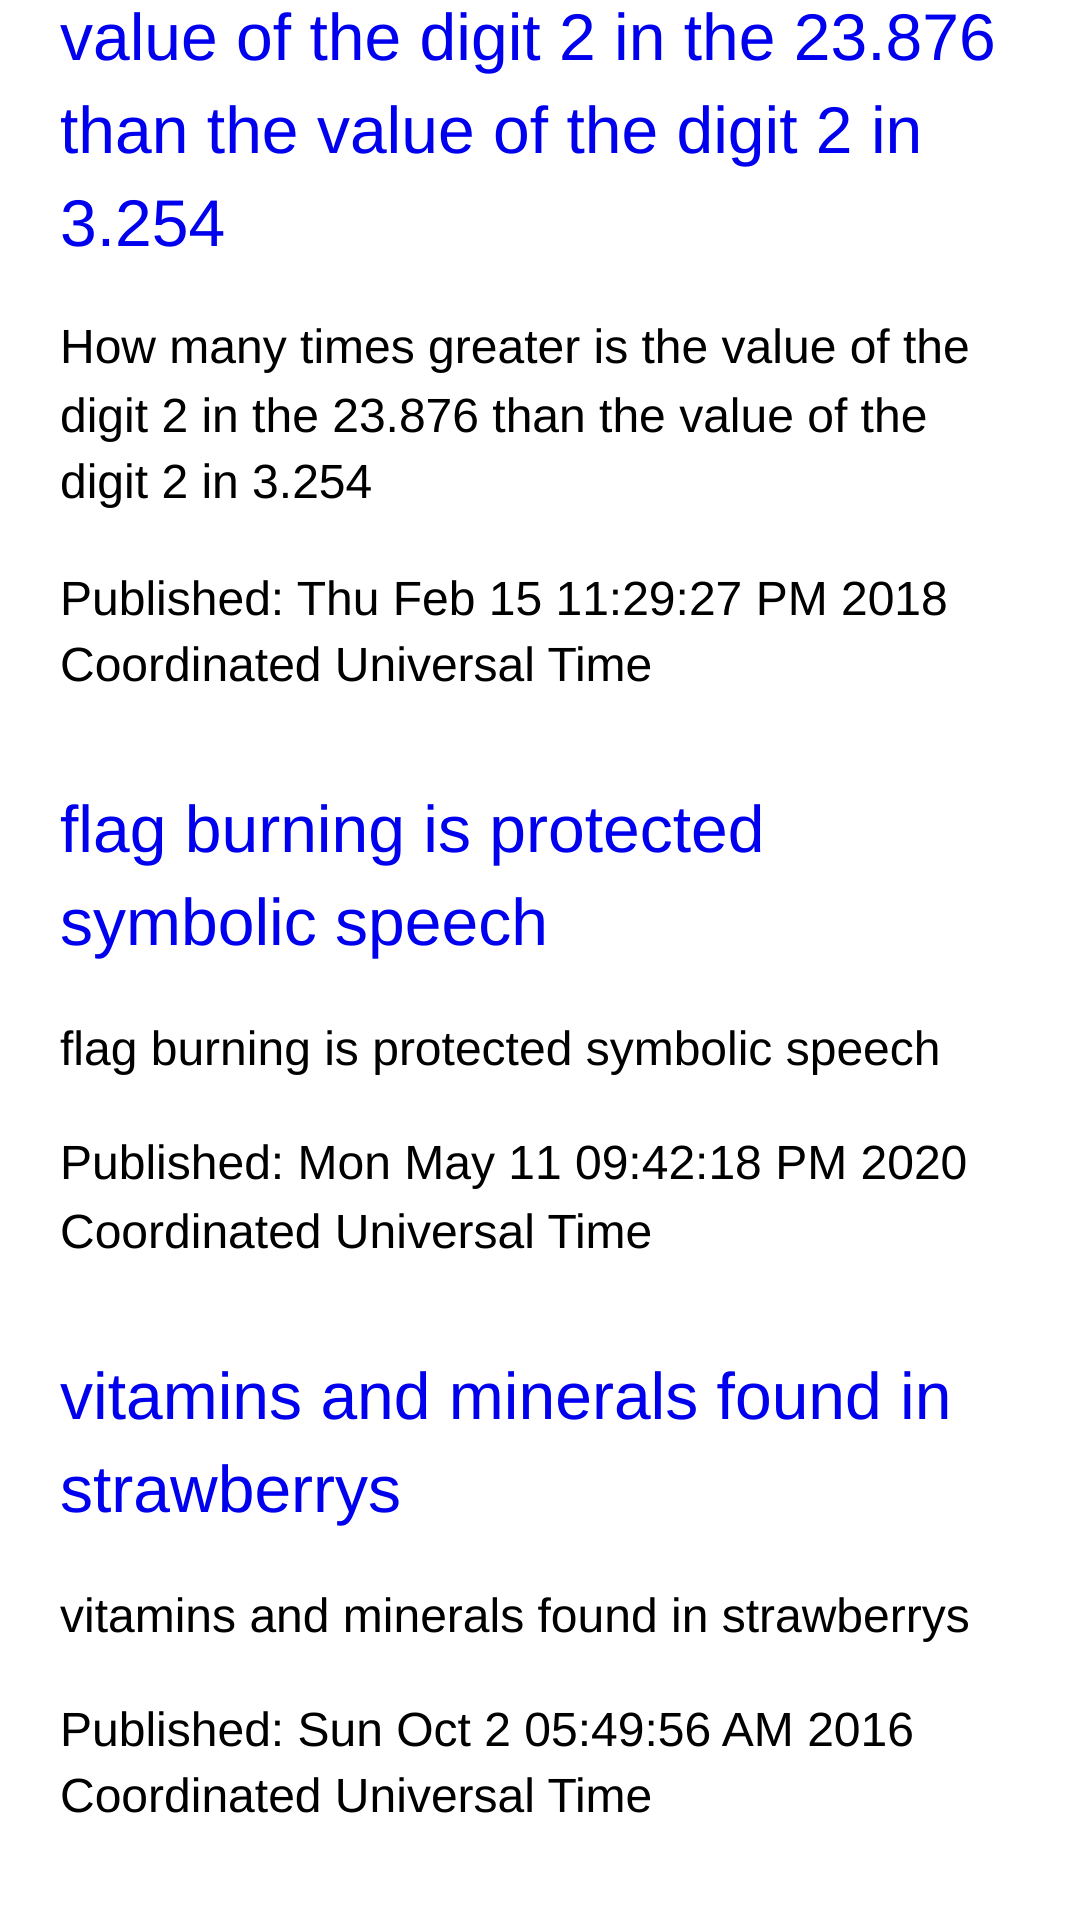 value of the digit 2 in the 23.876
than the value of the digit 2 in
3.254
How many times greater is the value of the
digit 2 in the 23.876 than the value of the
digit 2 in 3.254
Published: Thu Feb 15 11:29:27 PM 2018
Coordinated Universal Time
flag burning is protected
symbolic speech
flag burning is protected symbolic speech
Published: Mon May 11 09:42:18 PM 2020
Coordinated Universal Time
vitamins and minerals found in
strawberrys
vitamins and minerals found in strawberrys
Published: Sun Oct 2 05:49:56 AM 2016
Coordinated Universal Time